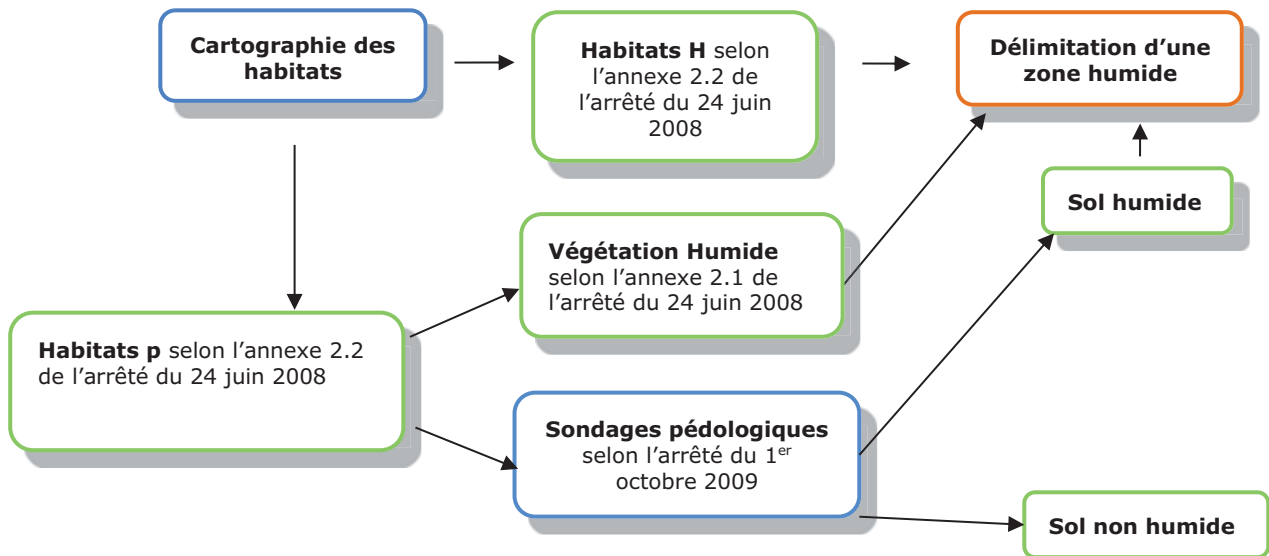 Cartographie des
habitats
Habitats H selon
l'annexe 2.2 de
l'arrêté du 24 juin
2008
Délimitation d'une
zone humide
Sol humide
Végétation Humide
selon l'annexe 2.1 de
l'arrêté du 24 juin 2008
Habitats p selon l'annexe 2.2
de l'arrêté du 24 juin 2008
Sondages pédologiques
selon l'arrêté du 1er
octobre 2009
Sol non humide